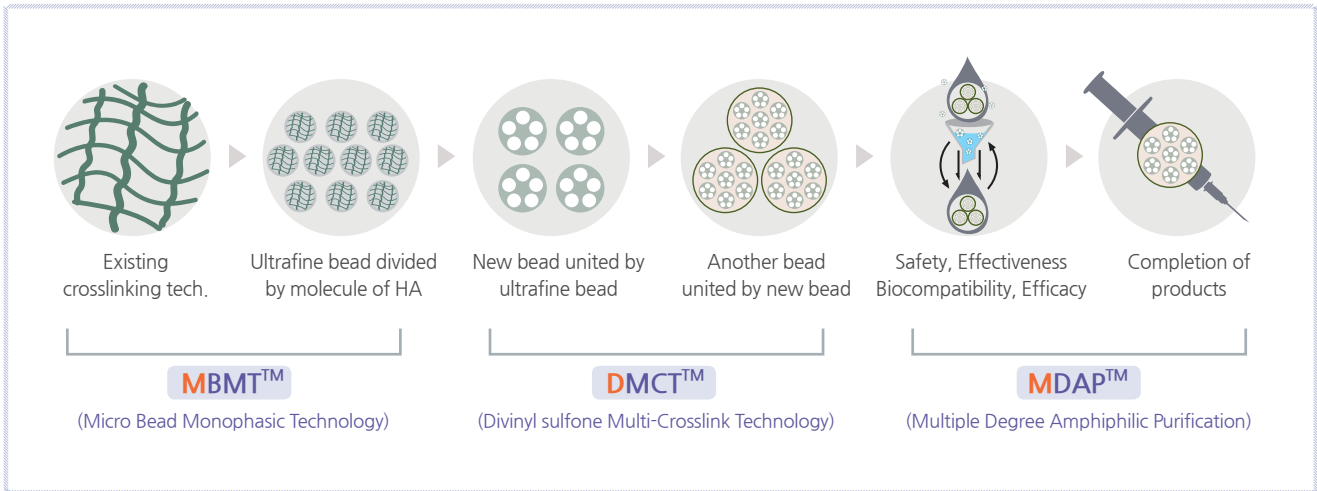 Existing
crosslinking tech.
Ultrafine bead divided
by molecule of HA
New bead united by
ultrafine bead
Another bead
united by new bead
Safety, Effectiveness
Biocompatibility, Efficacy
Completion of
products
MBMT™
(Micro Bead Monophasic Technology)
DMCT™
(Divinyl sulfone Multi-Crosslink Technology)
MDAP™
(Multiple Degree Amphiphilic Purification)